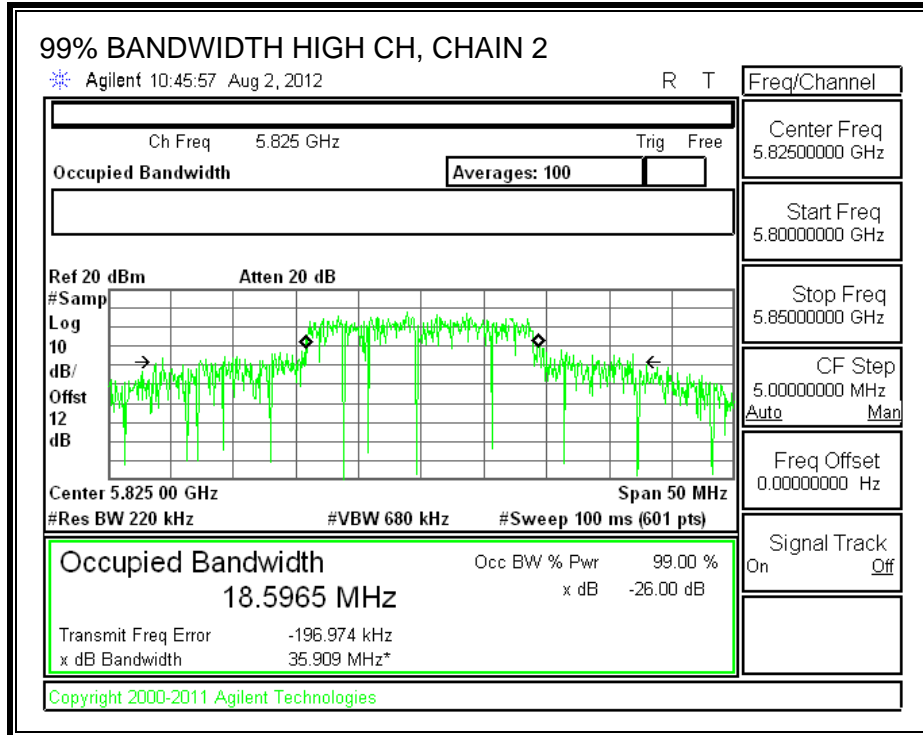 99% BANDWIDTH HIGH CH, CHAIN 2
Agilent 10:45:57 Aug 2, 2012 R T
Freq/Channel
Ch Freq 5.825 GHz Trig Free
Occupied Bandwidth Averages: 100
Center Freq
5.82500000 GHz
Start Freq
5.80000000 GHz
Stop Freq
5.85000000 GHz
CF Step
5.00000000 MHz
Auto Man
Freq Offset
0.00000000 Hz
Signal Track
On Off
Ref 20 dBm Atten 20 dB
#Samp
Log
10
dB/
Offst
12
dB
Center 5.825 00 GHz Span 50 MHz
#Res BW 220 kHz #VBW 680 kHz #Sweep 100 ms (601 pts)
Occupied Bandwidth
18.5965 MHz
Occ BW % Pwr 99.00 %
x dB -26.00 dB
Transmit Freq Error -196.974 kHz
x dB Bandwidth 35.909 MHz*
Copyright 2000-2011 Agilent Technologies